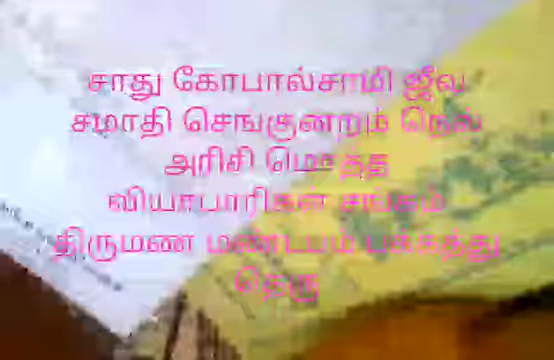 சாது கோபால்சாமி ஜீவ
சமாதி செங்குன்றம் நெல்
அரிசி மொத்த
வியாபாரிகள் சங்கம்
திருமண மண்டபம் பக்கத்து
தெரு